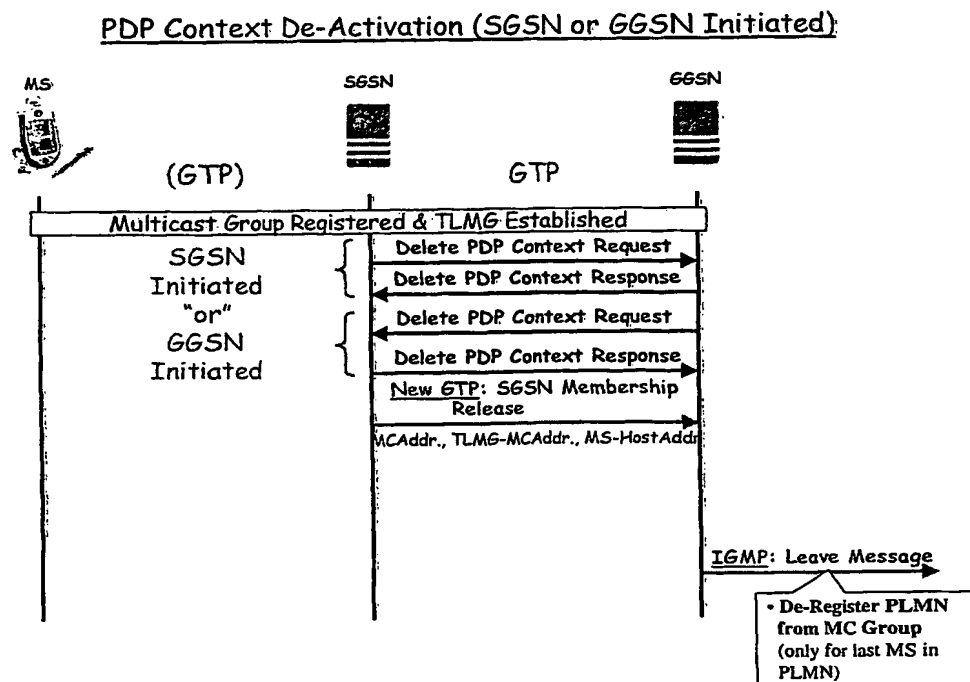 PDP Context De-Activation (SGSN or GGSN Initiated)
MS
SGSN
GGSN
(GTP)
GTP
Multicast Group Registered & TLMG Established
SGSN
Initiated
"or"
GGSN
Initiated
Delete PDP Context Request
Delete PDP Context Response
Delete PDP Context Request
Delete PDP Context Response
New GTP: SGSN Membership
Release
MCAddr., TLMG-MCAddr., MS-HostAddr
IGMP: Leave Message
• De-Register PLMN
from MC Group
(only for last MS in
PLMN)